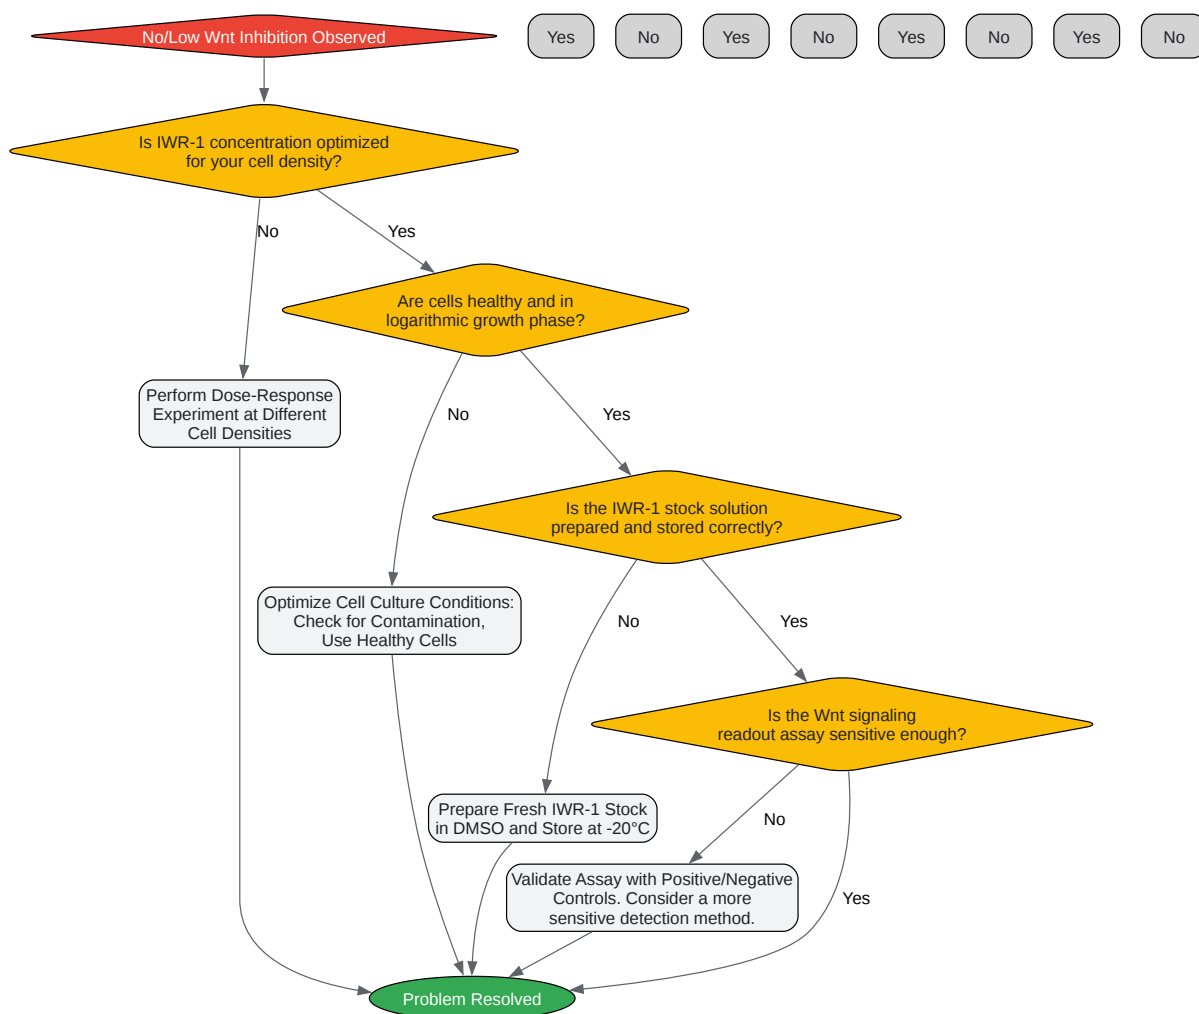 No/Low Wnt Inhibition Observed
Yes
No
Yes
No
Yes
No
Yes
No
Is IWR-1 concentration optimized
for your cell density?
No
Yes
Are cells healthy and in
logarithmic growth phase?
Perform Dose-Response
Experiment at Different
Cell Densities
No
Yes
Is the IWR-1 stock solution
prepared and stored correctly?
Optimize Cell Culture Conditions:
Check for Contamination,
Use Healthy Cells
No
Yes
Is the Wnt signaling
readout assay sensitive enough?
Prepare Fresh IWR-1 Stock
in DMSO and Store at -20°C
No
Validate Assay with Positive/Negative
Controls. Consider a more
sensitive detection method.
Yes
Problem Resolved